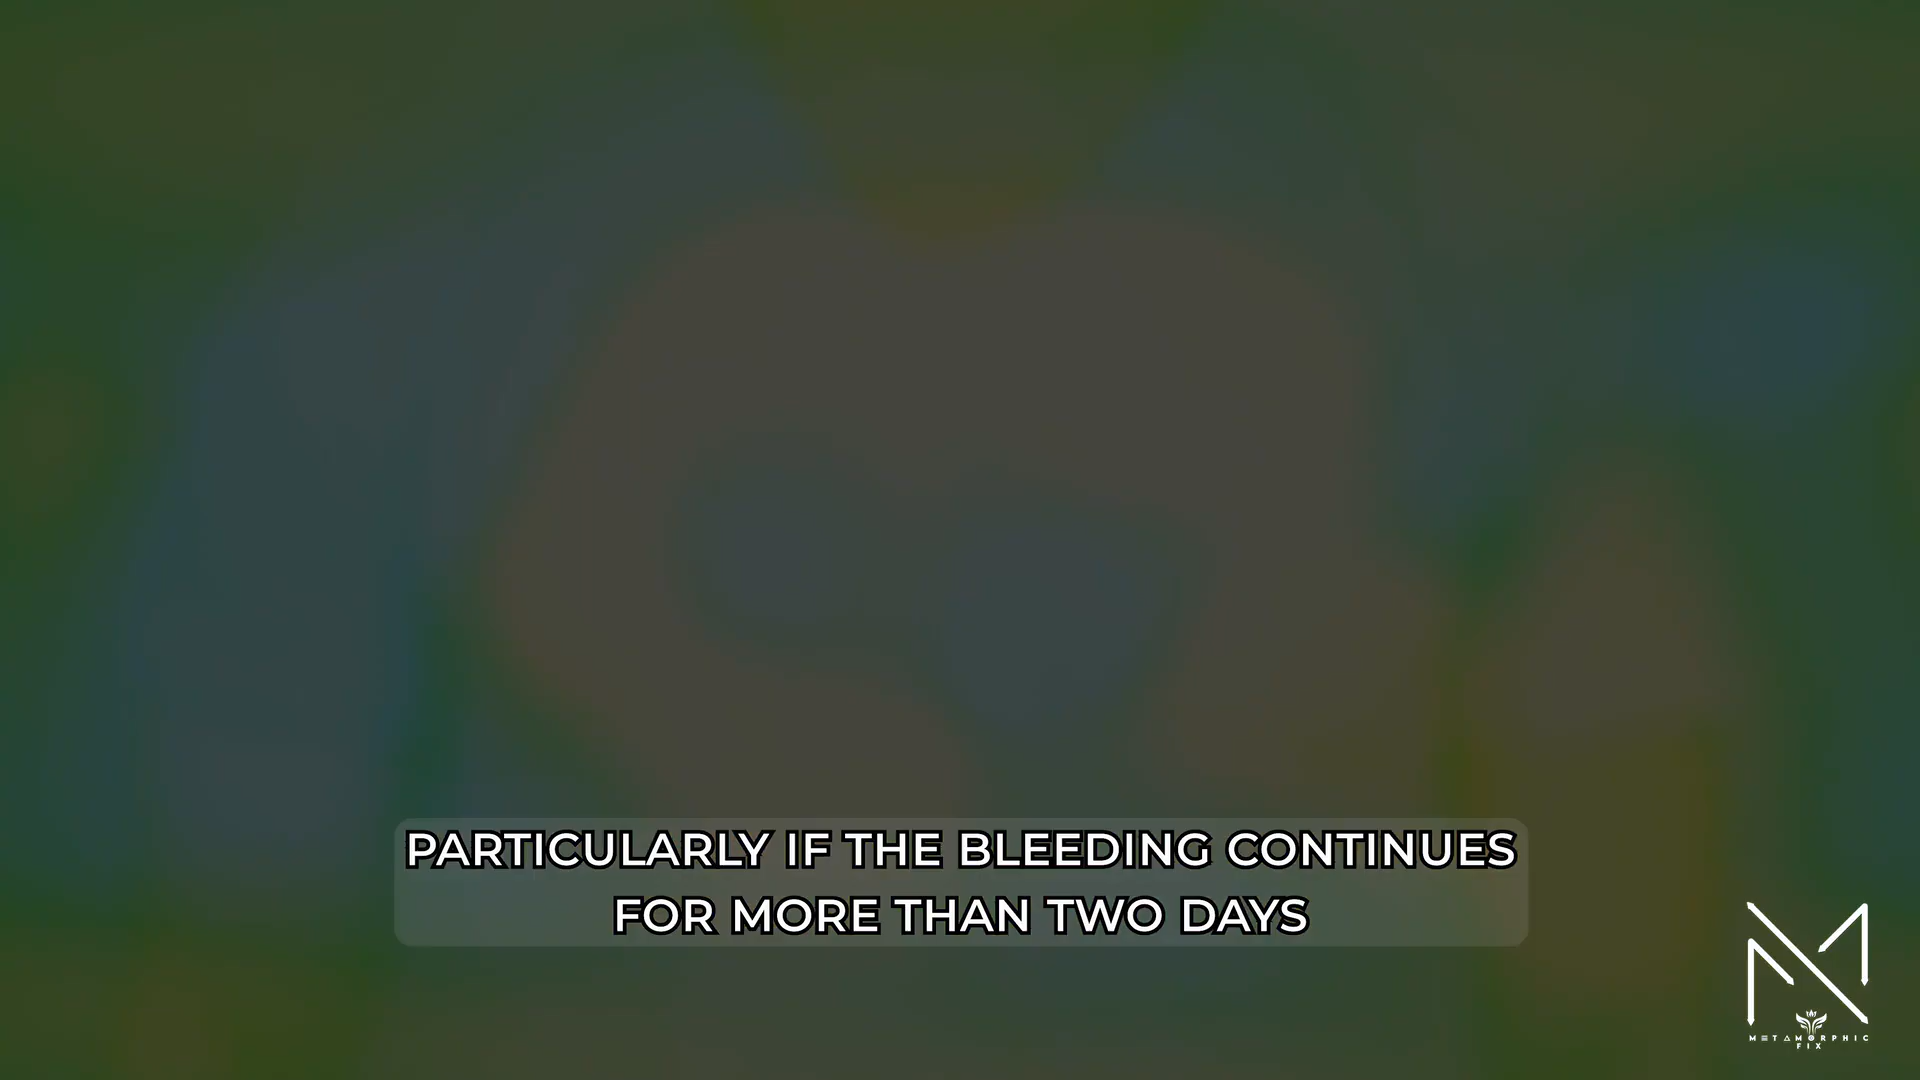 PARTICULARLY IF THE BLEEDING CONTINUES
FOR MORE THAN TWO DAYS
METAMORPHIC
FIX